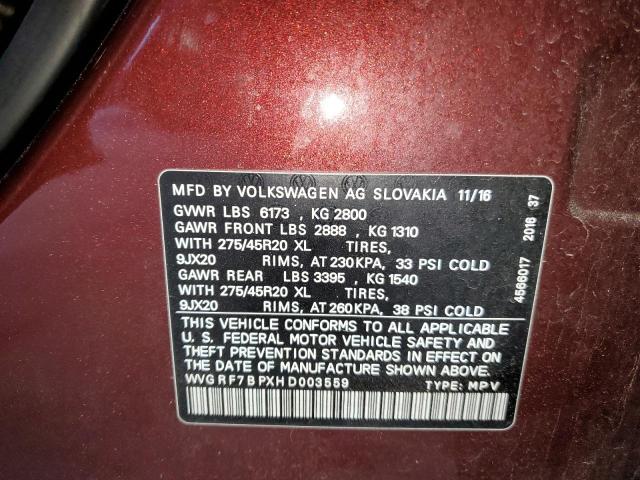 MFD BY VOLKSWAGEN AG SLOVAKIA 11/16
GVWR LBS 6173 , KG 2800
GAWR FRONT LBS 2888 , KG 1310
WITH 275/45R20 XL TIRES,
9JX20 RIMS, AT 230KPA, 33 PSI COLD
GAWR REAR LBS 3395 , KG 1540
WITH 275/45R20 XL TIRES,
9JX20 RIMS, AT 260KPA, 38 PSI COLD
THIS VEHICLE CONFORMS TO ALL APPLICABLE
U. S. FEDERAL MOTOR VEHICLE SAFETY AND
THEFT PREVENTION STANDARDS IN EFFECT ON
THE DATE OF MANUFACTURE SHOWN ABOVE.
WVGRF7BPXHD003559 TYPE: MPV
4566017 2016 37